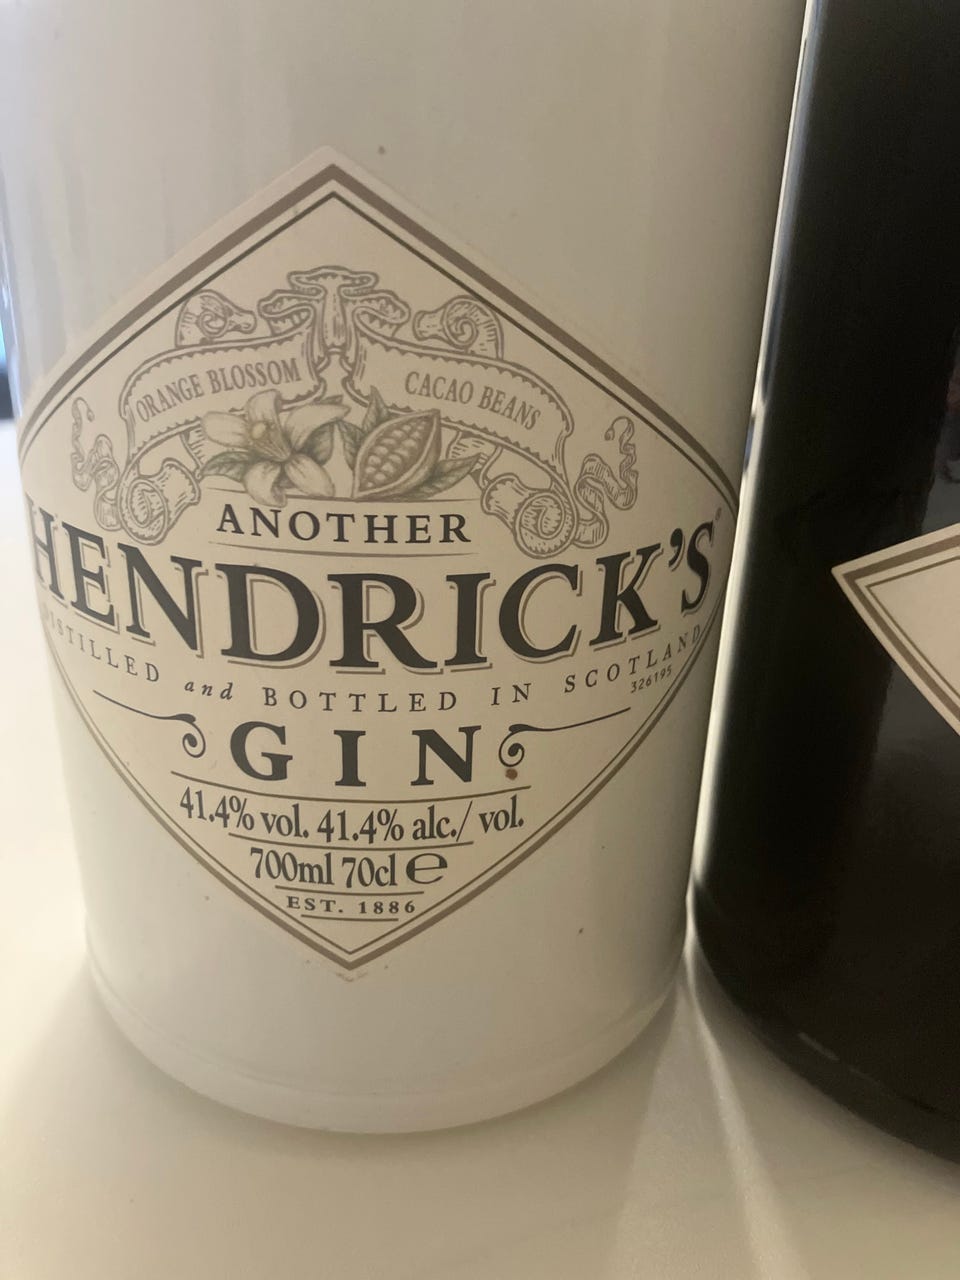 ORANGE BLOSSOM
CACAO BEANS
ANOTHER
HENDRICK'S
DISTILLED and BOTTLED IN SCOTLAND
326195
GIN
41.4% vol. 41.4% alc./ vol.
700ml 70cl e
EST. 1886